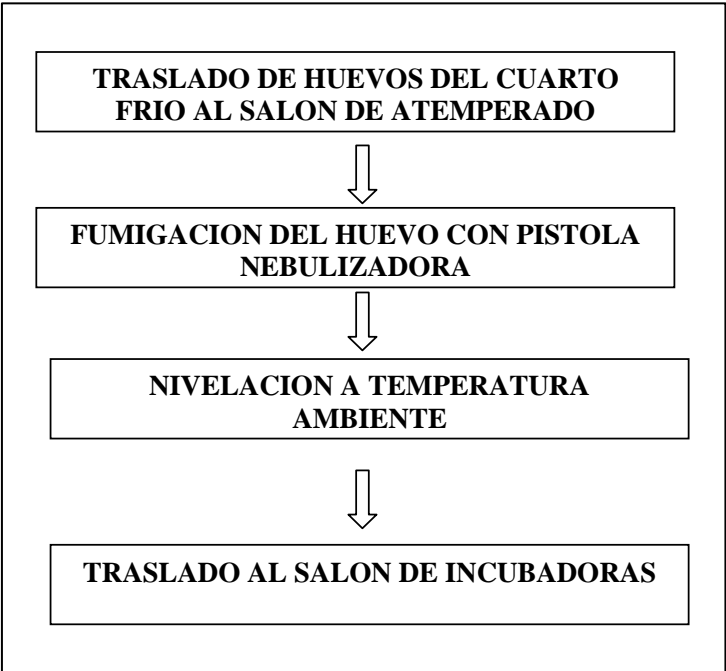 TRASLADO DE HUEVOS DEL CUARTO
FRIO AL SALON DE ATEMPERADO
FUMIGACION DEL HUEVO CON PISTOLA
NEBULIZADORA
NIVELACION A TEMPERATURA
AMBIENTE
TRASLADO AL SALON DE INCUBADORAS